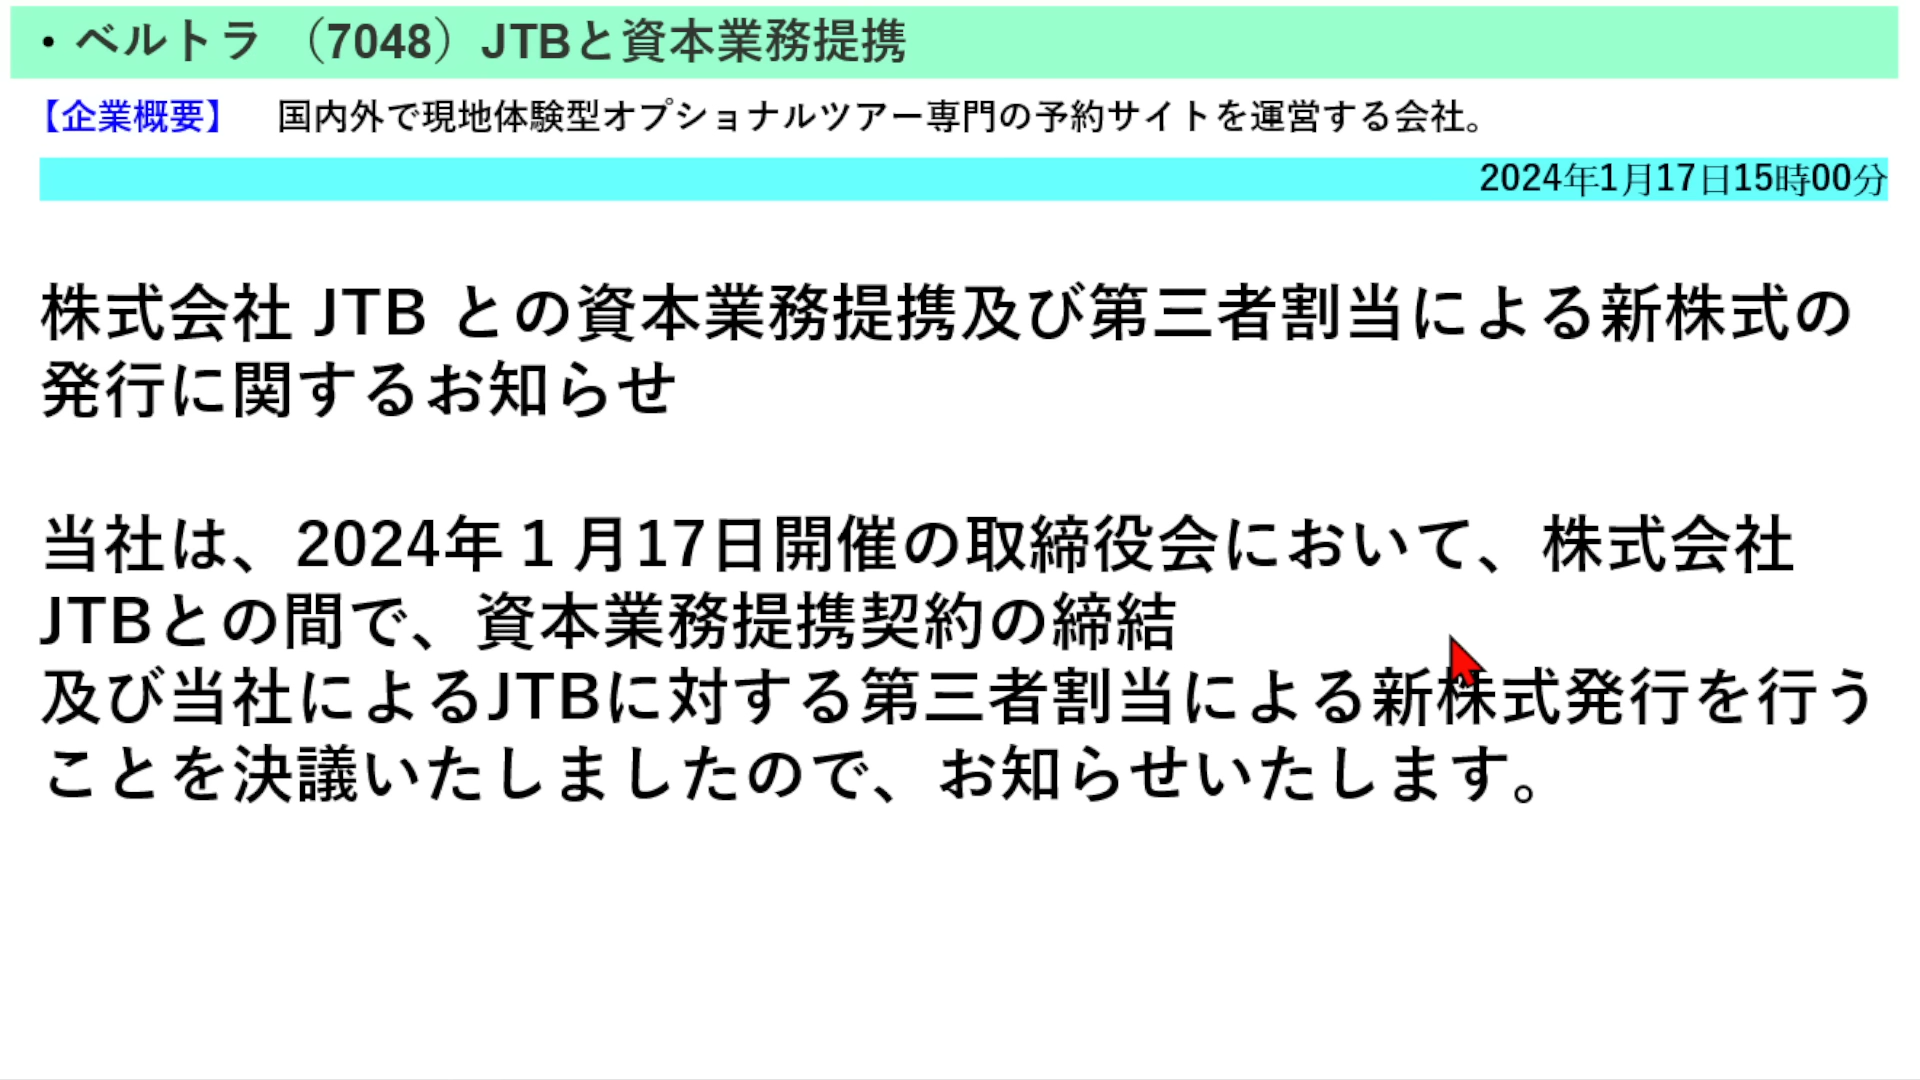 ・ベルトラ （7048）JTBと資本業務提携
【企業概要】 国内外で現地体験型オプショナルツアー専門の予約サイトを運営する会社。
2024年1月17日15時00分
株式会社 JTB との資本業務提携及び第三者割当による新株式の
発行に関するお知らせ
当社は、2024年１月17日開催の取締役会において、株式会社
JTBとの間で、資本業務提携契約の締結
及び当社によるJTBに対する第三者割当による新株式発行を行う
ことを決議いたしましたので、お知らせいたします。